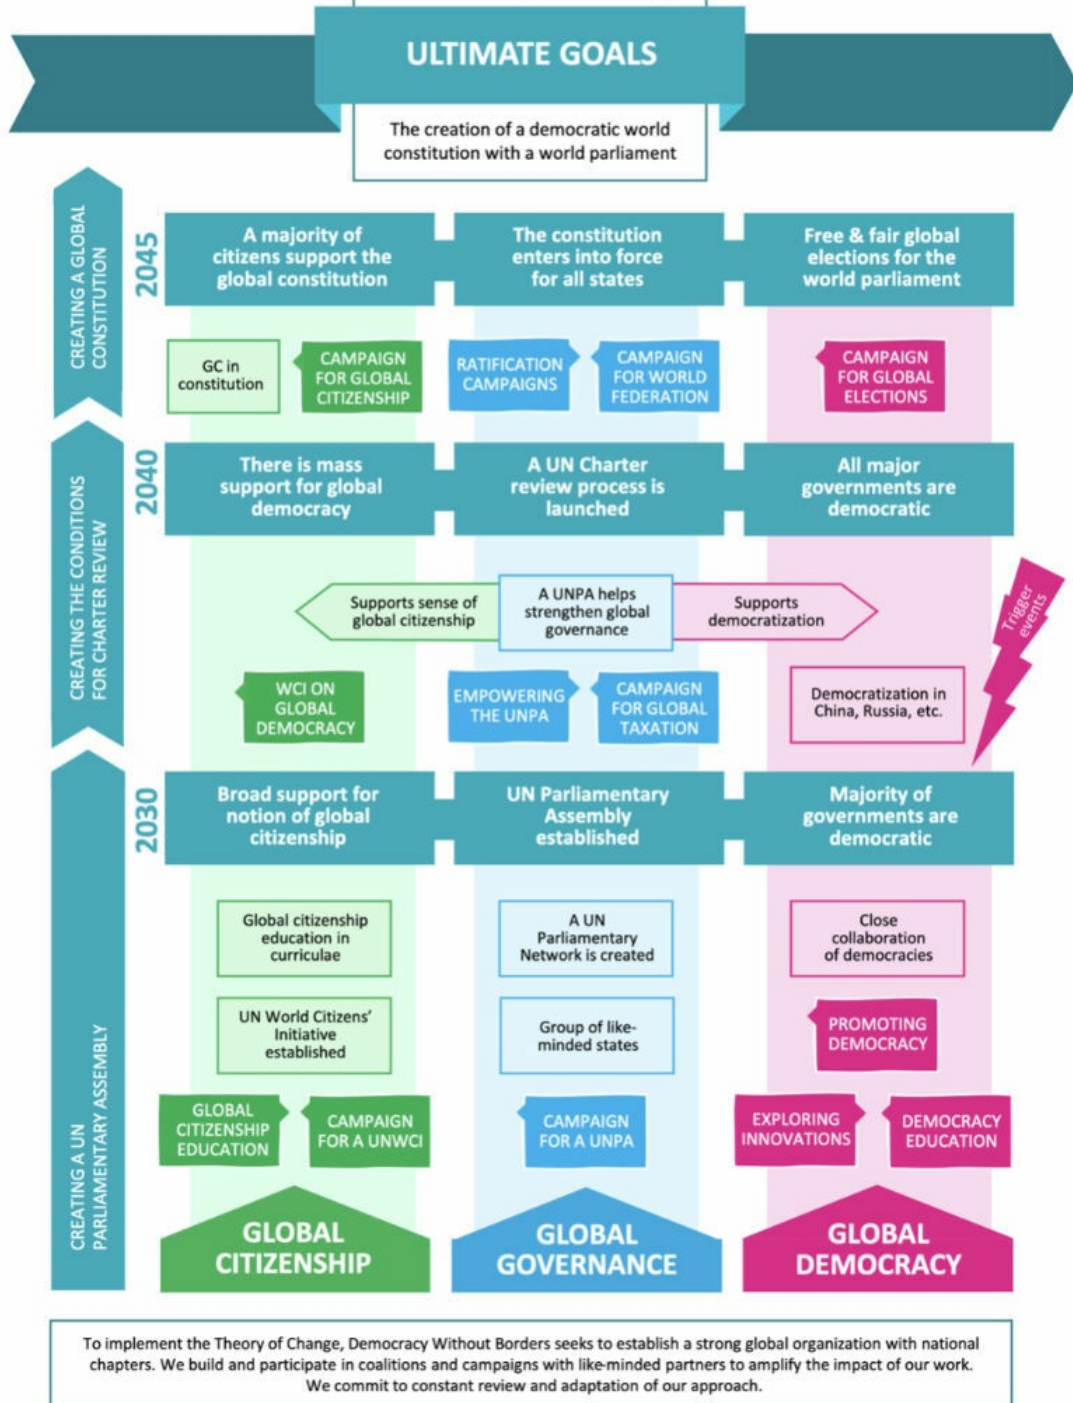 ULTIMATE GOALS
The creation of a democratic world
constitution with a world parliament
CREATING A GLOBAL
CONSTITUTION
2045
A majority of
citizens support the
global constitution
The constitution
enters into force
for all states
Free & fair global
elections for the
world parliament
GC in
constitution
CAMPAIGN
FOR GLOBAL
CITIZENSHIP
RATIFICATION
CAMPAIGNS
CAMPAIGN
FOR WORLD
FEDERATION
CAMPAIGN
FOR GLOBAL
ELECTIONS
CREATING THE CONDITIONS
FOR CHARTER REVIEW
2040
There is mass
support for global
democracy
A UN Charter
review process is
launched
All major
governments are
democratic
Supports sense of
global citizenship
A UNPA helps
strengthen global
governance
Supports
democratization
Trigger
events
WCI ON
GLOBAL
DEMOCRACY
EMPOWERING
THE UNPA
CAMPAIGN
FOR GLOBAL
TAXATION
Democratization in
China, Russia, etc.
CREATING A UN
PARLIAMENTARY ASSEMBLY
2030
Broad support for
notion of global
citizenship
UN Parliamentary
Assembly
established
Majority of
governments are
democratic
Global citizenship
education in
curriculae
A UN
Parliamentary
Network is created
Close
collaboration
of democracies
UN World Citizens'
Initiative
established
Group of like-
minded states
PROMOTING
DEMOCRACY
GLOBAL
CITIZENSHIP
EDUCATION
CAMPAIGN
FOR A UNWCI
CAMPAIGN
FOR A UNPA
EXPLORING
INNOVATIONS
DEMOCRACY
EDUCATION
GLOBAL
CITIZENSHIP
GLOBAL
GOVERNANCE
GLOBAL
DEMOCRACY
To implement the Theory of Change, Democracy Without Borders seeks to establish a strong global organization with national
chapters. We build and participate in coalitions and campaigns with like-minded partners to amplify the impact of our work.
We commit to constant review and adaptation of our approach.